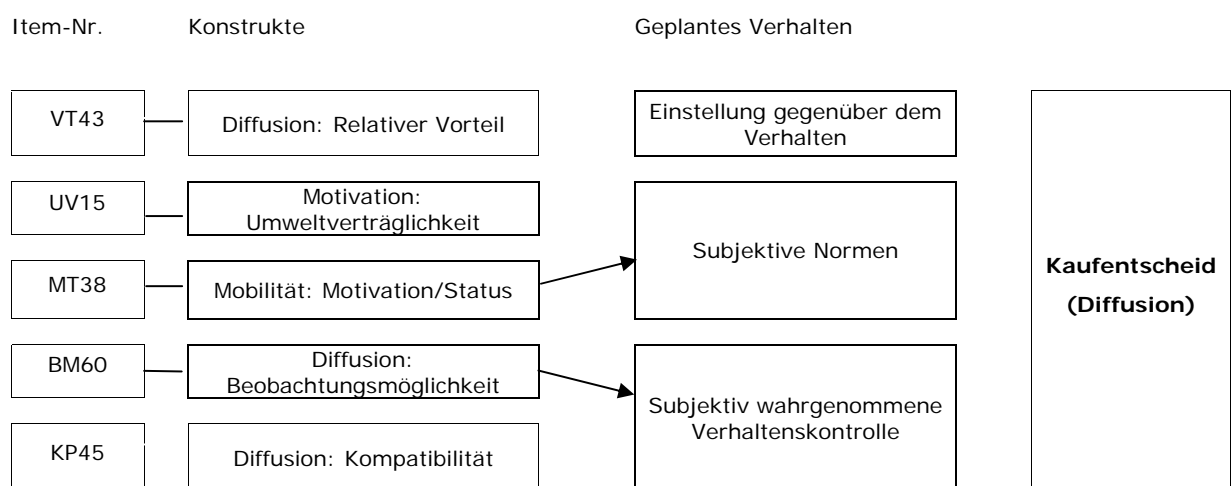 Item-Nr. Konstrukte Geplantes Verhalten
VT43
Diffusion: Relativer Vorteil
Einstellung gegenüber dem
Verhalten
UV15
Motivation:
Umweltverträglichkeit
Subjektive Normen
MT38
Mobilität: Motivation/Status
Kaufentscheid
(Diffusion)
BM60
Diffusion:
Beobachtungsmöglichkeit
Subjektiv wahrgenommene
Verhaltenskontrolle
KP45
Diffusion: Kompatibilität